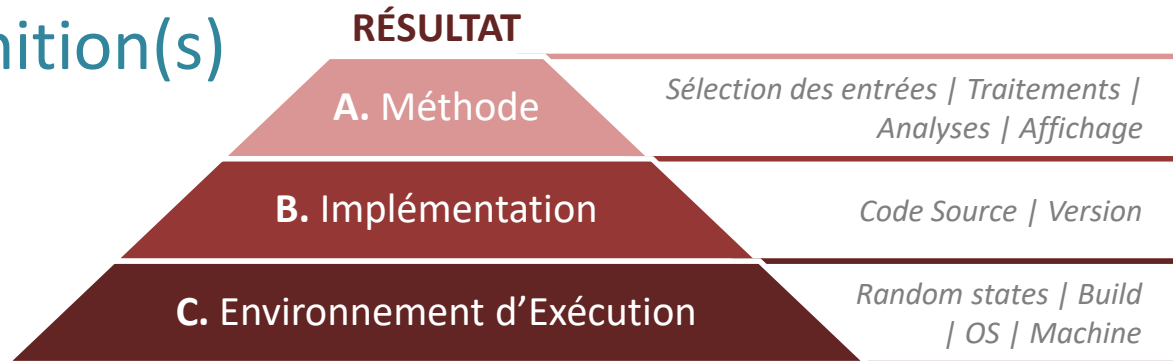 nition(s)
RÉSULTAT
A. Méthode
Sélection des entrées | Traitements |
Analyses | Affichage
B. Implémentation
Code Source | Version
C. Environnement d’Exécution
Random states | Build
| OS | Machine